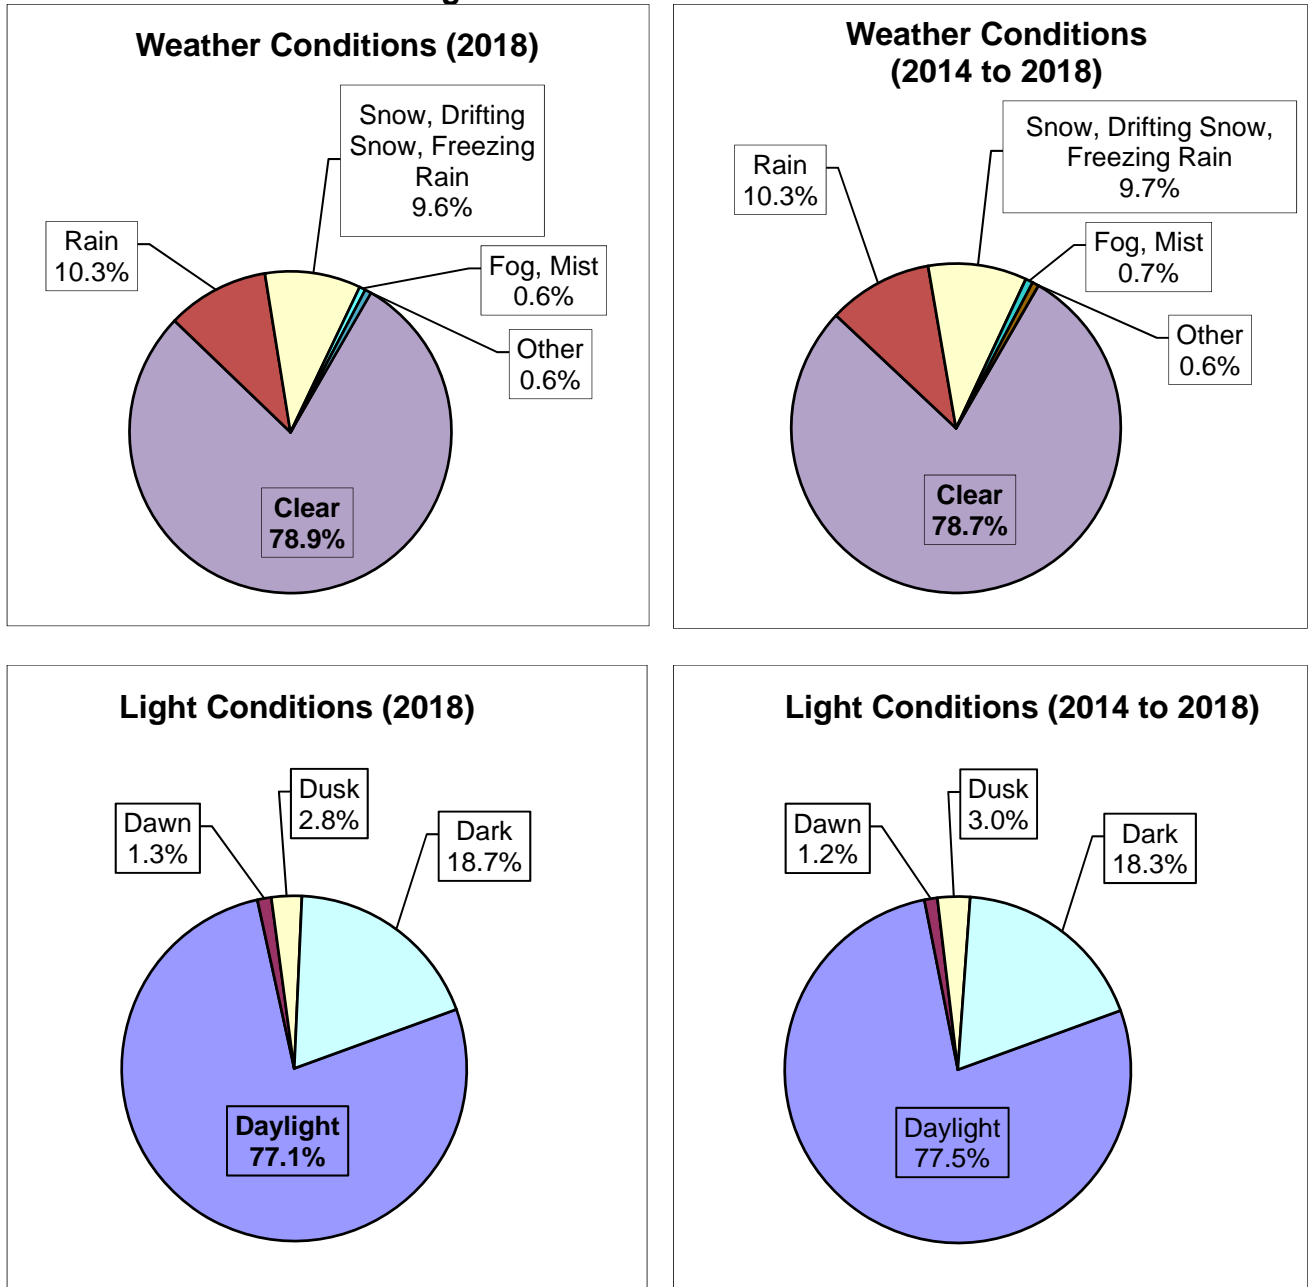 Weather Conditions (2018)
Snow, Drifting
Snow, Freezing
Rain
9.6%
Rain
10.3%
Fog, Mist
0.6%
Other
0.6%
Clear
78.9%
Weather Conditions
(2014 to 2018)
Snow, Drifting Snow,
Freezing Rain
9.7%
Rain
10.3%
Fog, Mist
0.7%
Other
0.6%
Clear
78.7%
Light Conditions (2018)
Dusk
2.8%
Dawn
1.3%
Dark
18.7%
Daylight
77.1%
Light Conditions (2014 to 2018)
Dusk
3.0%
Dawn
1.2%
Dark
18.3%
Daylight
77.5%